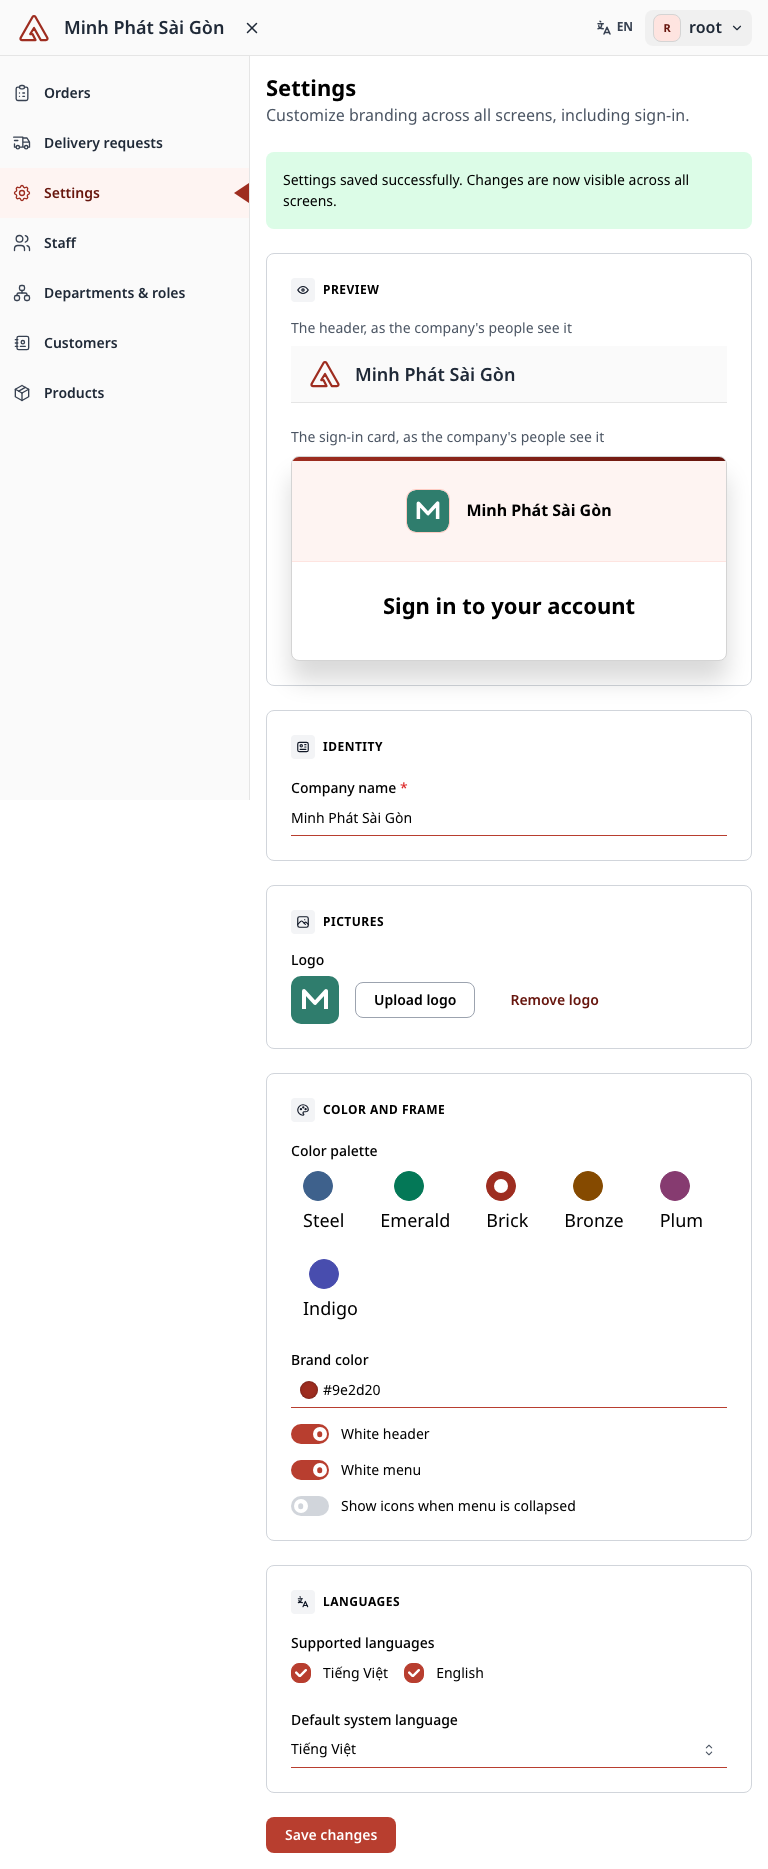 Minh Phát Sài Gòn
EN
R
root
Orders
Delivery requests
Settings
Staff
Departments & roles
Customers
Products
Settings
Customize branding across all screens, including sign-in.
Settings saved successfully. Changes are now visible across all
screens.
PREVIEW
The header, as the company's people see it
Minh Phát Sài Gòn
The sign-in card, as the company's people see it
M
Minh Phát Sài Gòn
Sign in to your account
IDENTITY
Company name *
Minh Phát Sài Gòn
PICTURES
Logo
M
Upload logo
Remove logo
COLOR AND FRAME
Color palette
Steel
Emerald
Brick
Bronze
Plum
Indigo
Brand color
#9e2d20
White header
White menu
Show icons when menu is collapsed
LANGUAGES
Supported languages
Tiếng Việt
English
Default system language
Tiếng Việt
Save changes